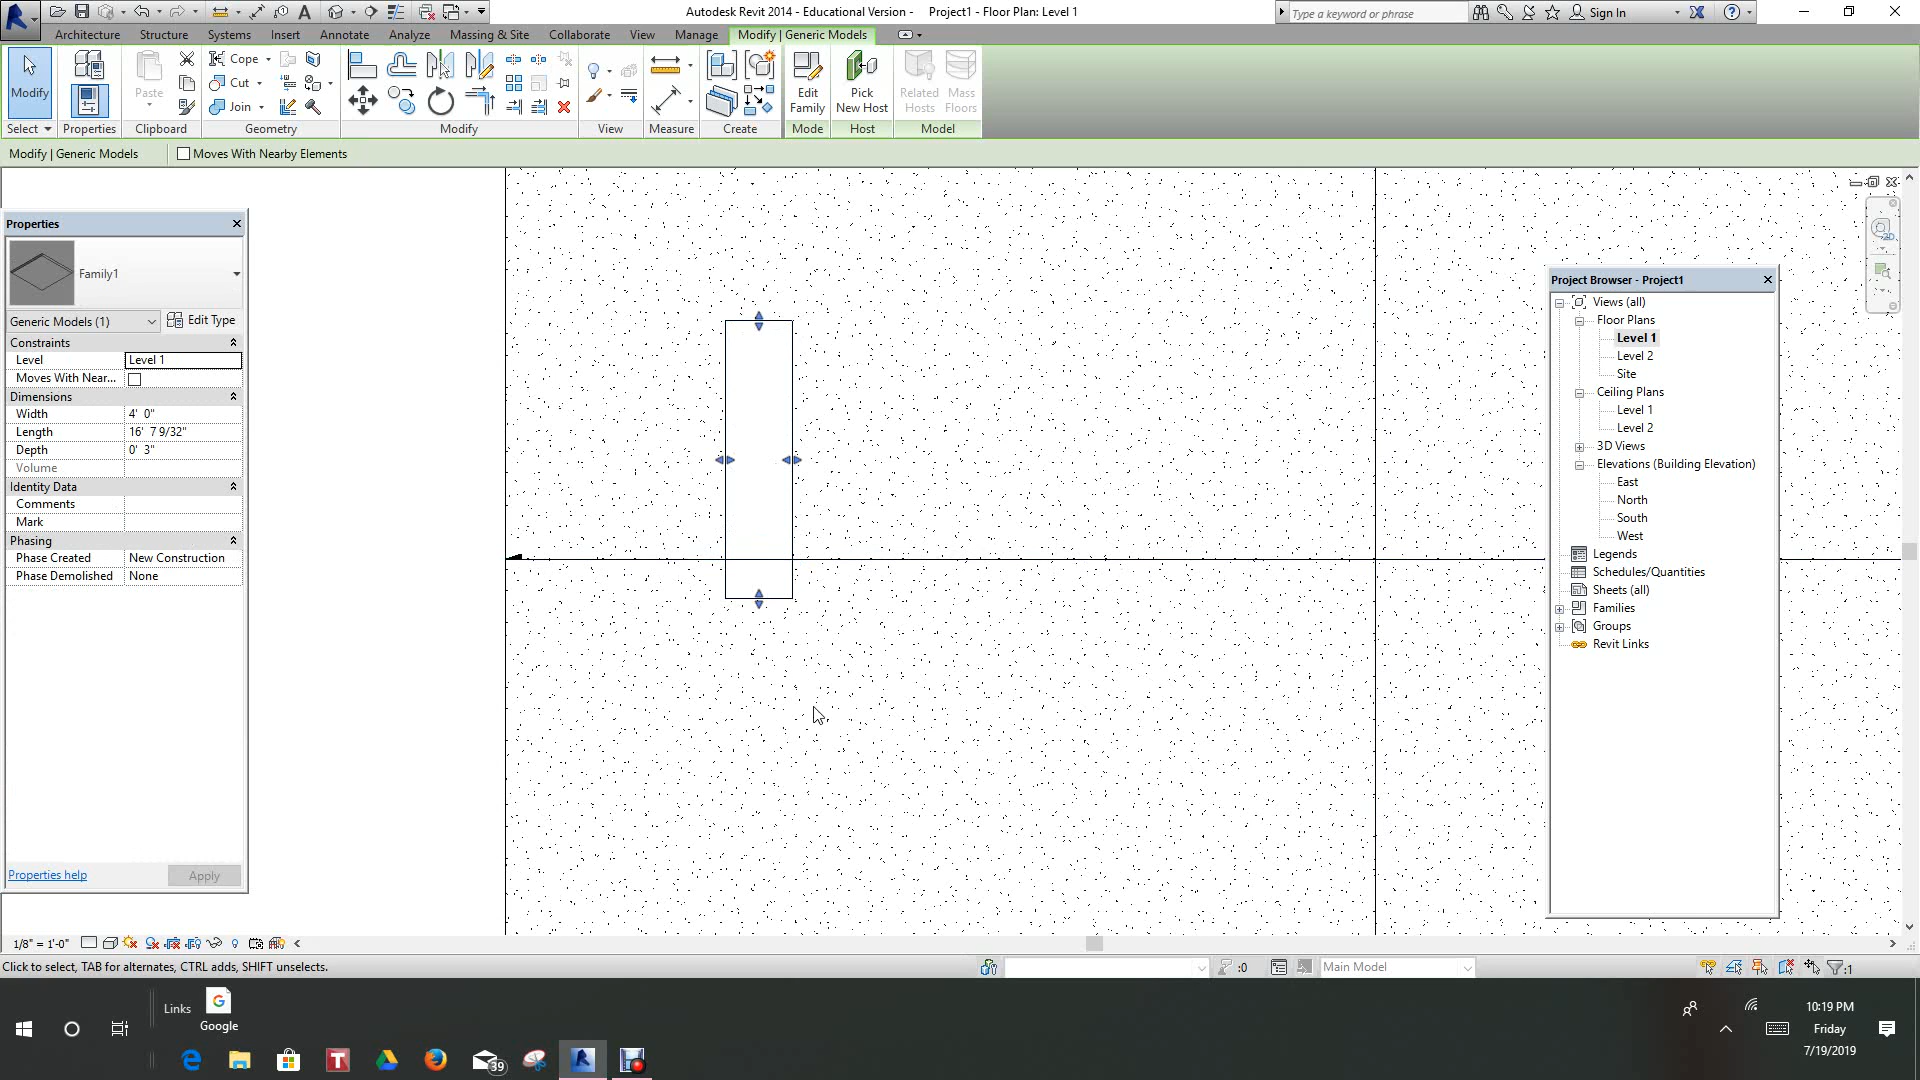 Autodesk Revit 2014 - Educational Version - Project1 - Floor Plan: Level 1
Type a keyword or phrase
Sign In
Architecture Structure Systems Insert Annotate Analyze Massing & Site Collaborate View Manage Modify | Generic Models
Modify
Paste
Cope
Cut
Join
Edit Family
Pick New Host
Related Hosts
Mass Floors
Select Properties Clipboard Geometry Modify View Measure Create Mode Host Model
Modify | Generic Models Moves With Nearby Elements
Properties
Family1
Generic Models (1) Edit Type
Constraints
Level Level 1
Moves With Near...
Dimensions
Width 4' 0"
Length 16' 7 9/32"
Depth 0' 3"
Volume
Identity Data
Comments
Mark
Phasing
Phase Created New Construction
Phase Demolished None
Properties help Apply
Project Browser - Project1
Views (all)
Floor Plans
Level 1
Level 2
Site
Ceiling Plans
Level 1
Level 2
3D Views
Elevations (Building Elevation)
East
North
South
West
Legends
Schedules/Quantities
Sheets (all)
Families
Groups
Revit Links
1/8" = 1'-0"
Click to select, TAB for alternates, CTRL adds, SHIFT unselects.
:0
Main Model
:1
Links
Google
39
10:19 PM
Friday
7/19/2019